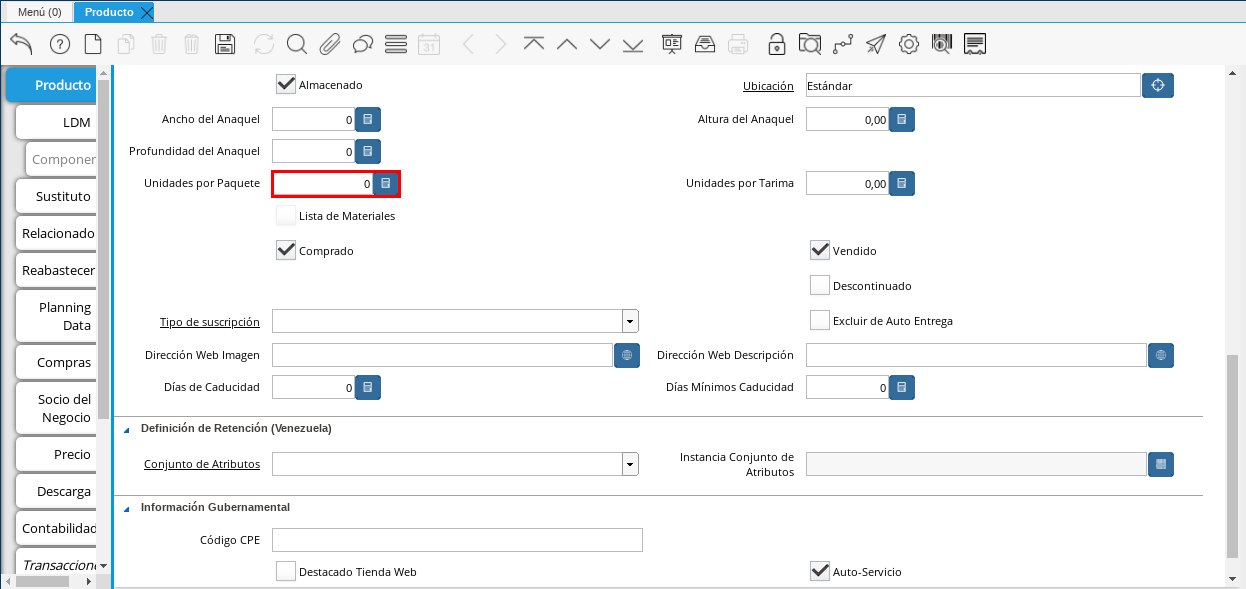 Menú (0)
Producto
31
Producto
LDM
Componen
Sustituto
Relacionado
Reabastecer
Planning
Data
Compras
Socio del
Negocio
Precio
Descarga
Contabilidad
Transaccione
Almacenado
Ubicación Estándar
Ancho del Anaquel 0
Altura del Anaquel 0,00
Profundidad del Anaquel 0
Unidades por Paquete 0
Unidades por Tarima 0,00
Lista de Materiales
Comprado
Vendido
Descontinuado
Tipo de suscripción
Excluir de Auto Entrega
Dirección Web Imagen
Dirección Web Descripción
Días de Caducidad 0
Días Mínimos Caducidad 0
Definición de Retención (Venezuela)
Conjunto de Atributos
Instancia Conjunto de
Atributos
Información Gubernamental
Código CPE
Destacado Tienda Web
Auto-Servicio